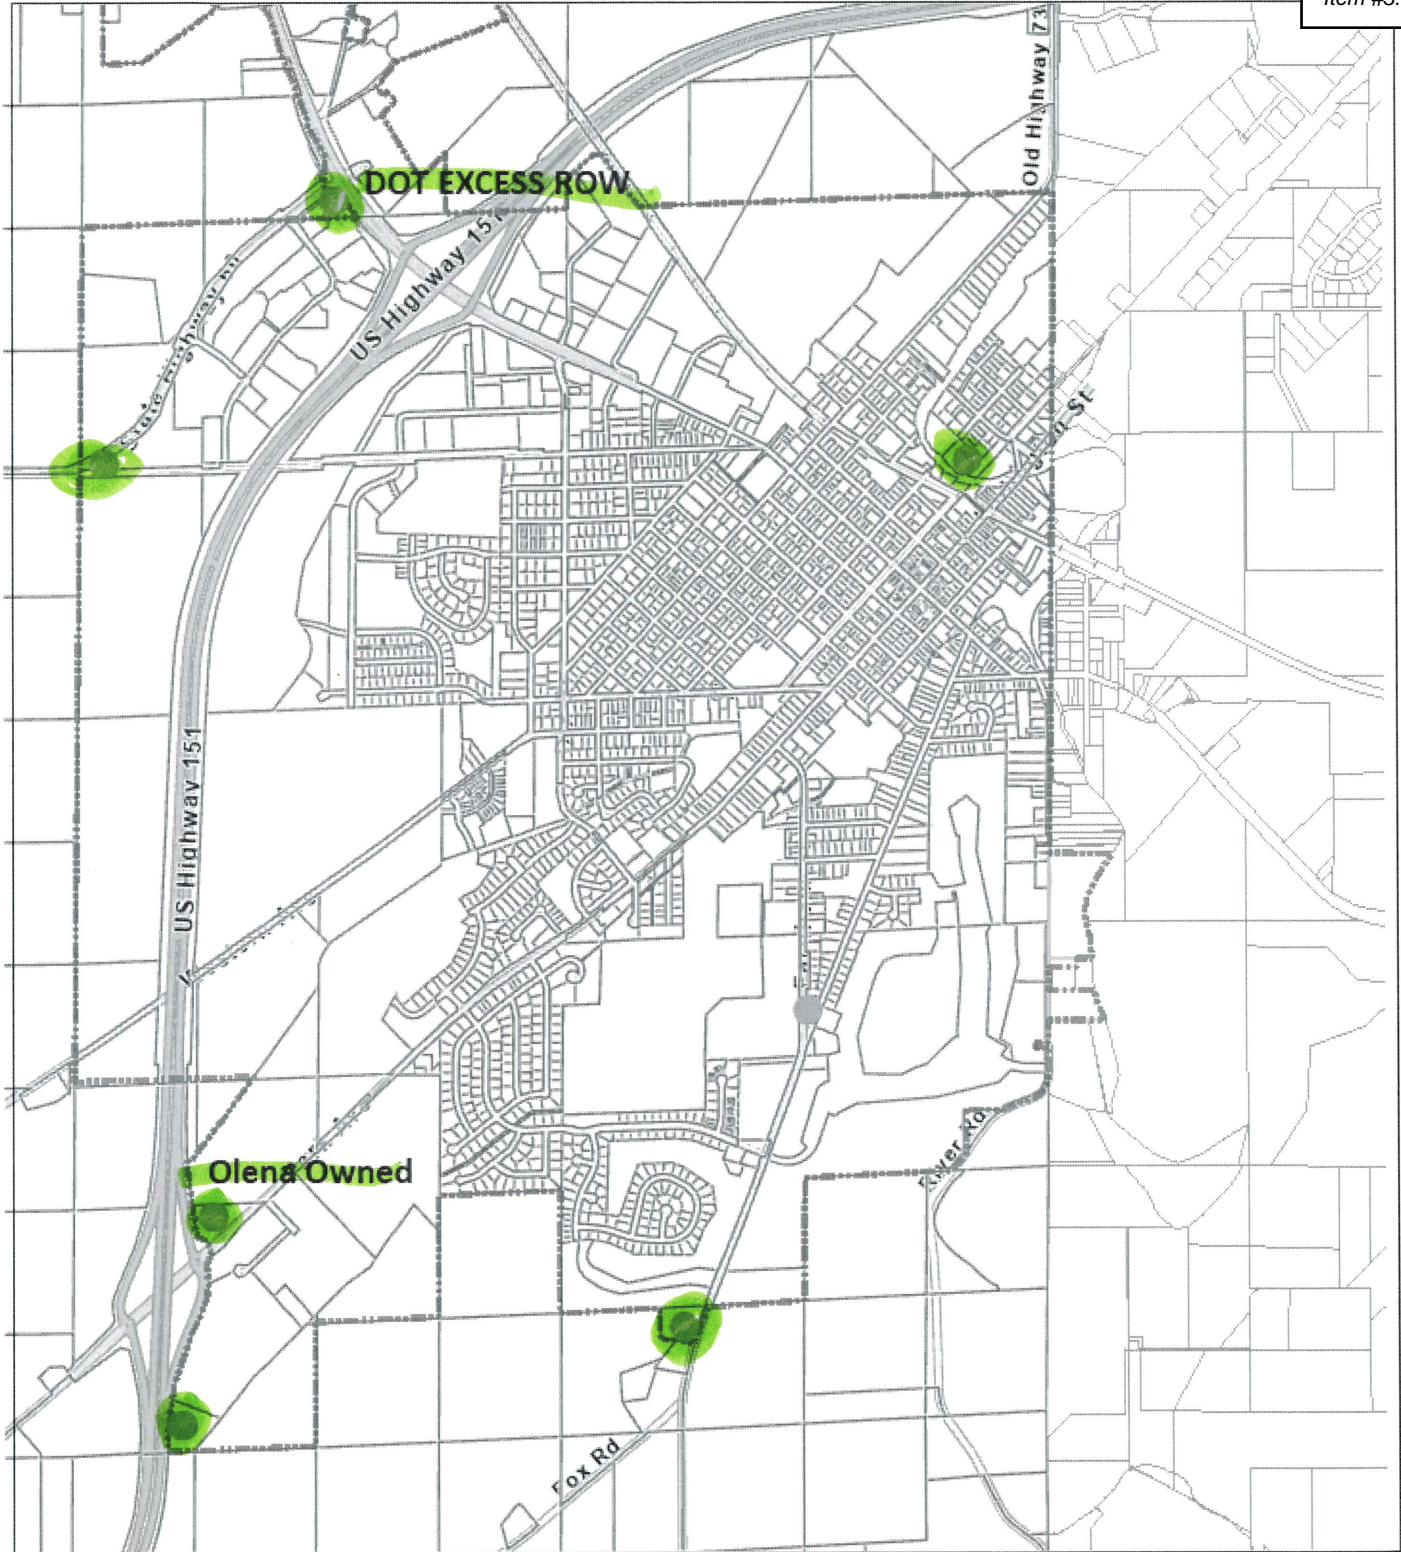 Item #3.
Old Highway 73
DOT EXCESS ROW
US Highway 151
State Highway
St
US Highway 151
River Rd
Olena Owned
Fox Rd